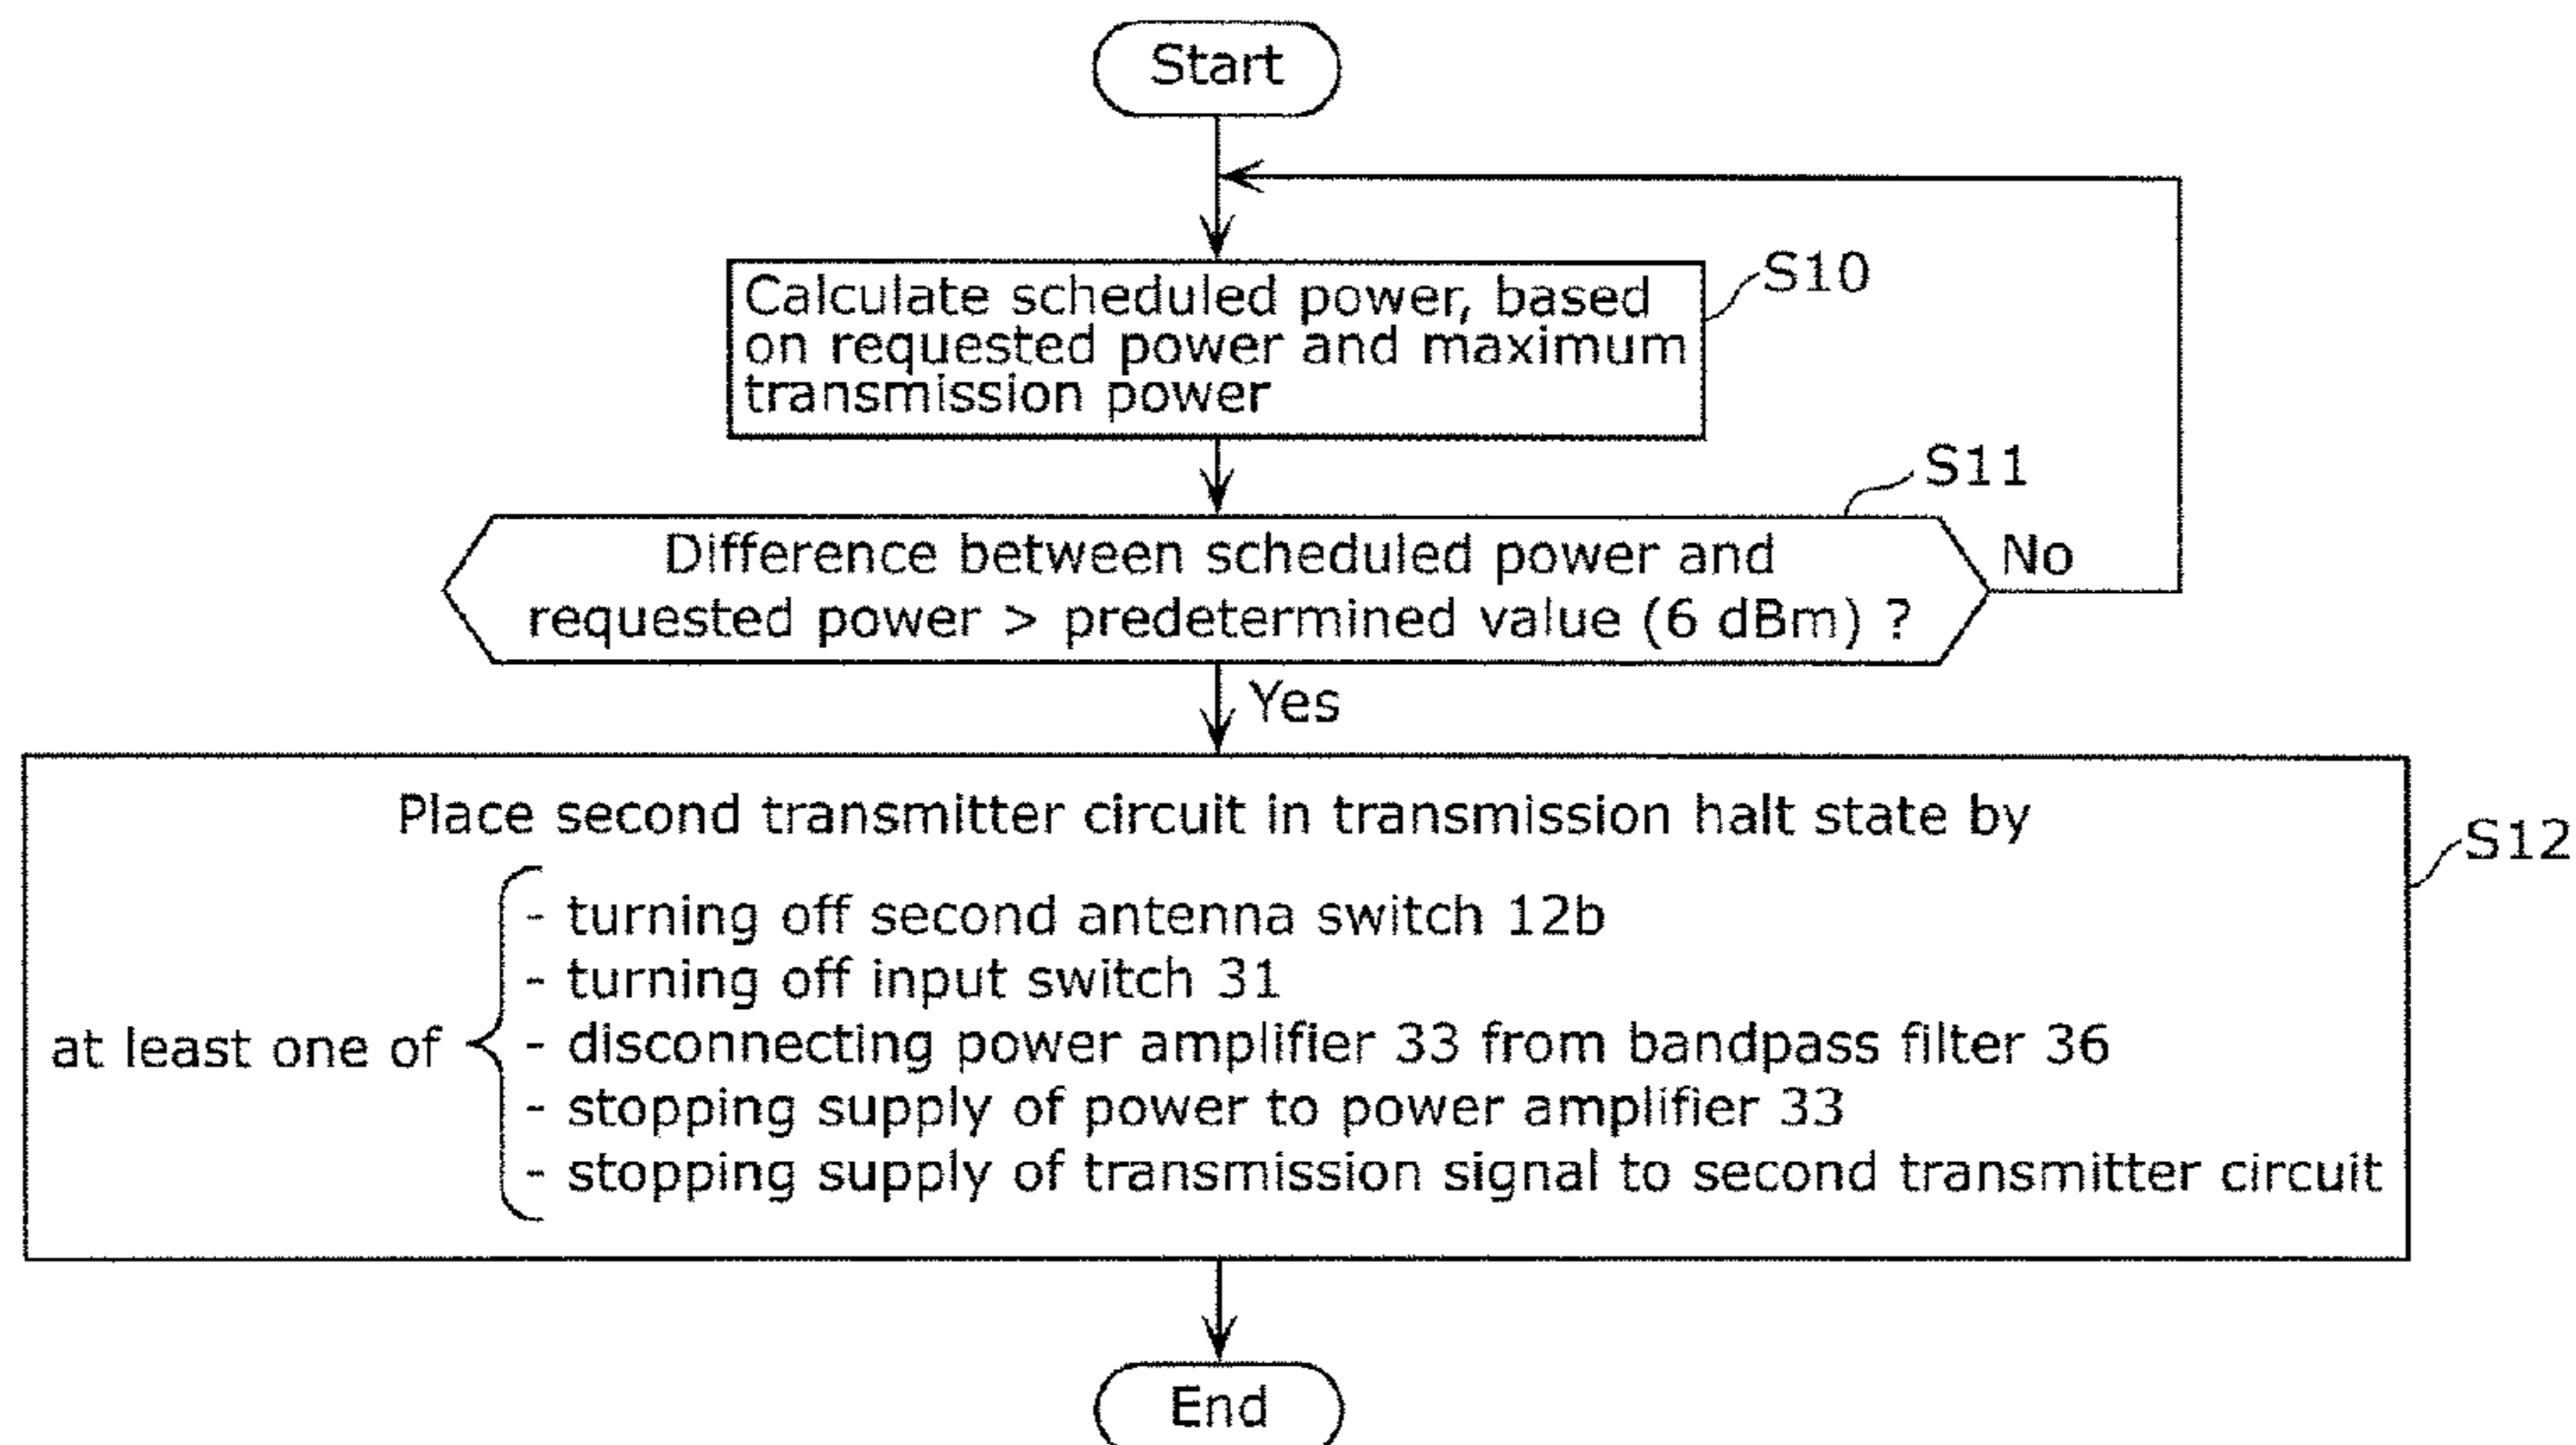 Start
Calculate scheduled power, based
on requested power and maximum
transmission power
S10
S11
Difference between scheduled power and
requested power > predetermined value (6 dBm) ?
No
Yes
Place second transmitter circuit in transmission halt state by
S12
at least one of
- turning off second antenna switch 12b
- turning off input switch 31
- disconnecting power amplifier 33 from bandpass filter 36
- stopping supply of power to power amplifier 33
- stopping supply of transmission signal to second transmitter circuit
End